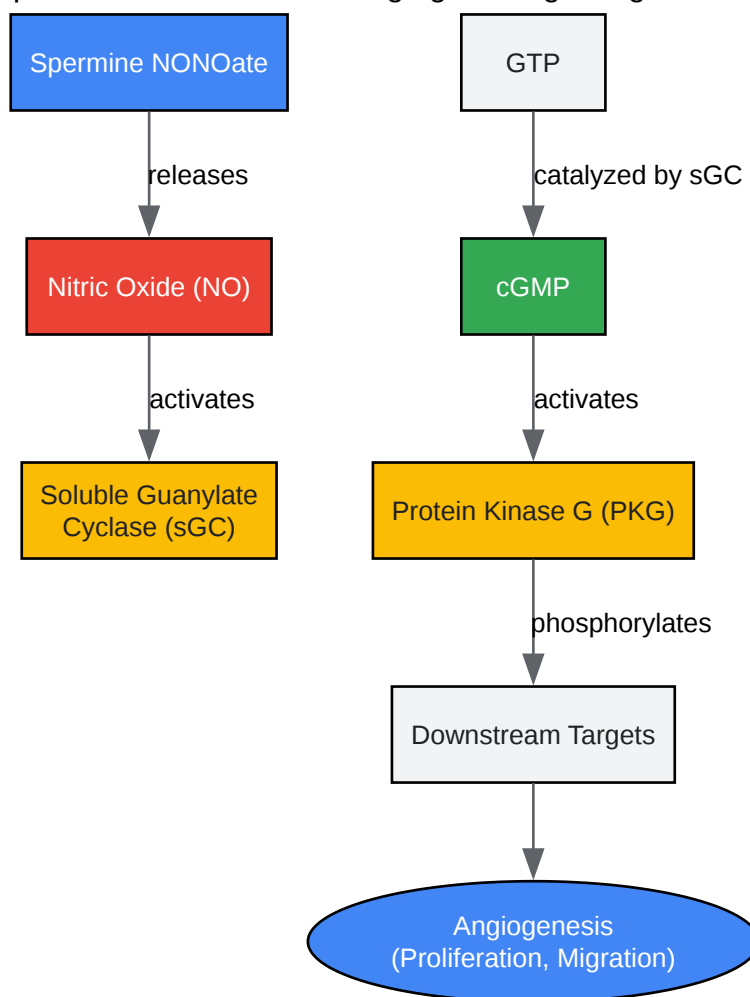 Spermine NONOate
GTP
releases
catalyzed by sGC
Nitric Oxide (NO)
cGMP
activates
activates
Soluble Guanylate
Cyclase (sGC)
Protein Kinase G (PKG)
phosphorylates
Downstream Targets
Angiogenesis
(Proliferation, Migration)